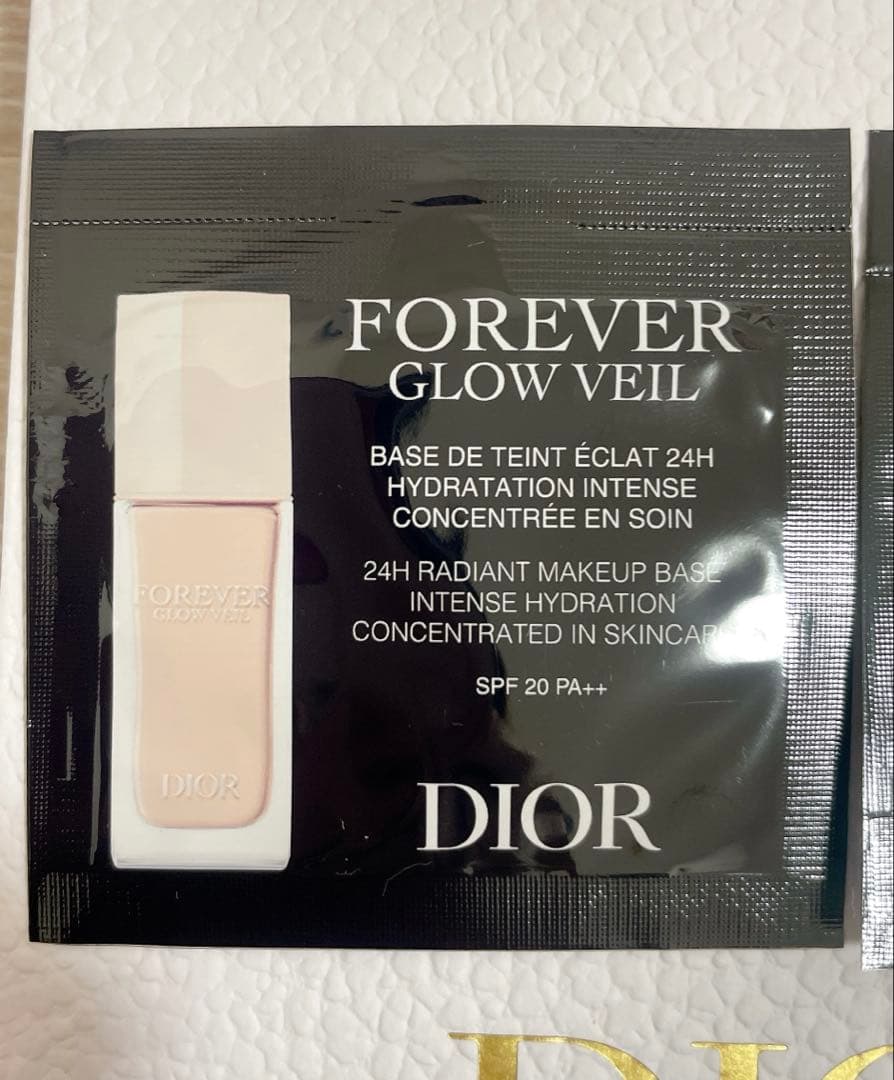 FOREVER
GLOW VEIL
BASE DE TEINT ÉCLAT 24H
HYDRATATION INTENSE
CONCENTRÉE EN SOIN
24H RADIANT MAKEUP BASE
INTENSE HYDRATION
CONCENTRATED IN SKINCARE
SPF 20 PA++
DIOR
FOREVER
GLOW VEIL
DIOR